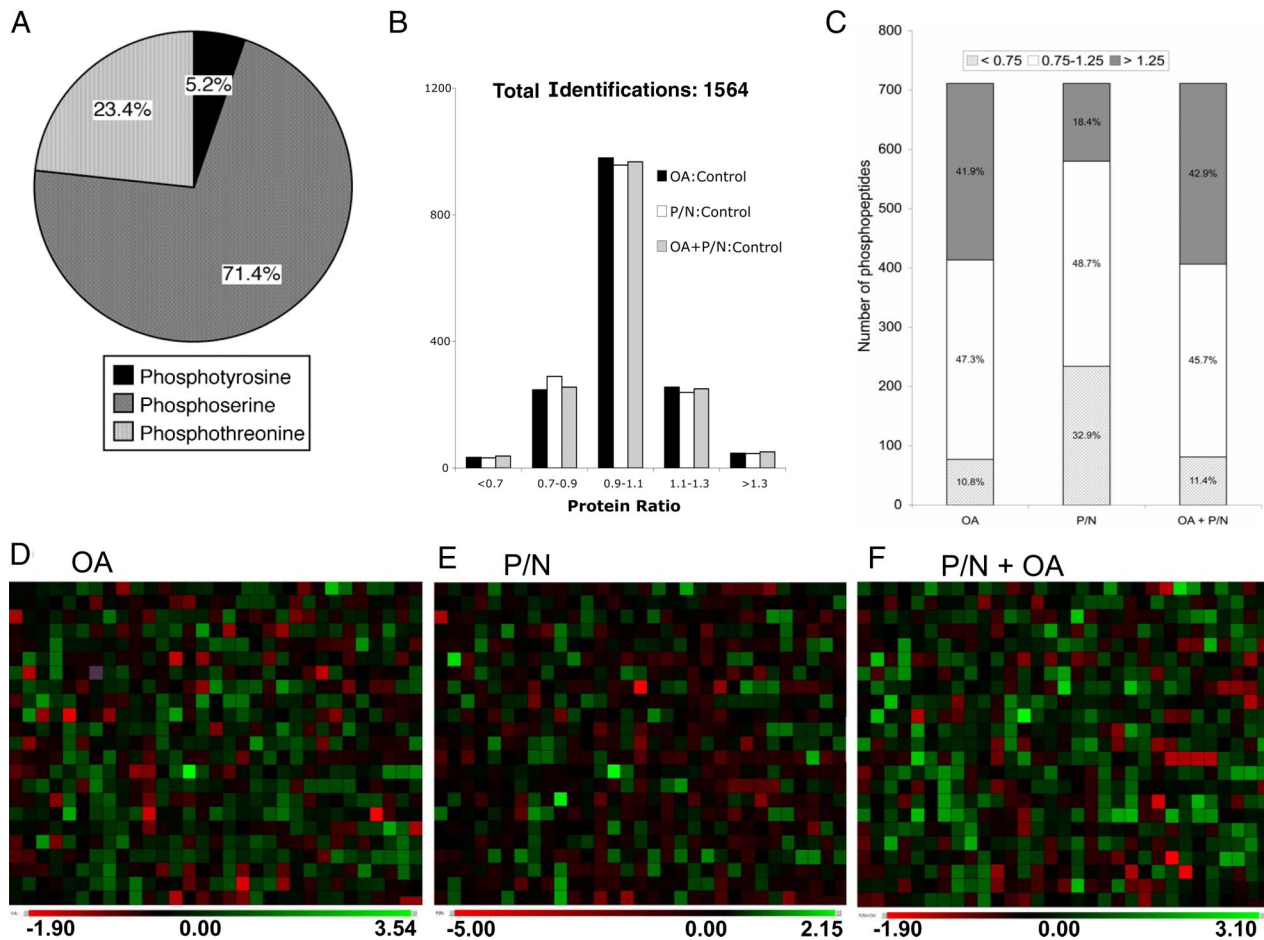 A
5.2%
23.4%
71.4%
Phosphotyrosine
Phosphoserine
Phosphothreonine
B
Total Identifications: 1564
1200
800
400
0
OA:Control
P/N:Control
OA+P/N:Control
<0.7 0.7-0.9 0.9-1.1 1.1-1.3 >1.3
Protein Ratio
C
< 0.75 0.75-1.25 > 1.25
Number of phosphopeptides
800
700
600
500
400
300
200
100
0
41.9% 18.4% 42.9%
47.3% 48.7% 45.7%
10.8% 32.9% 11.4%
OA P/N OA + P/N
D OA
-1.90 0.00 3.54
E P/N
-5.00 0.00 2.15
F P/N + OA
-1.90 0.00 3.10